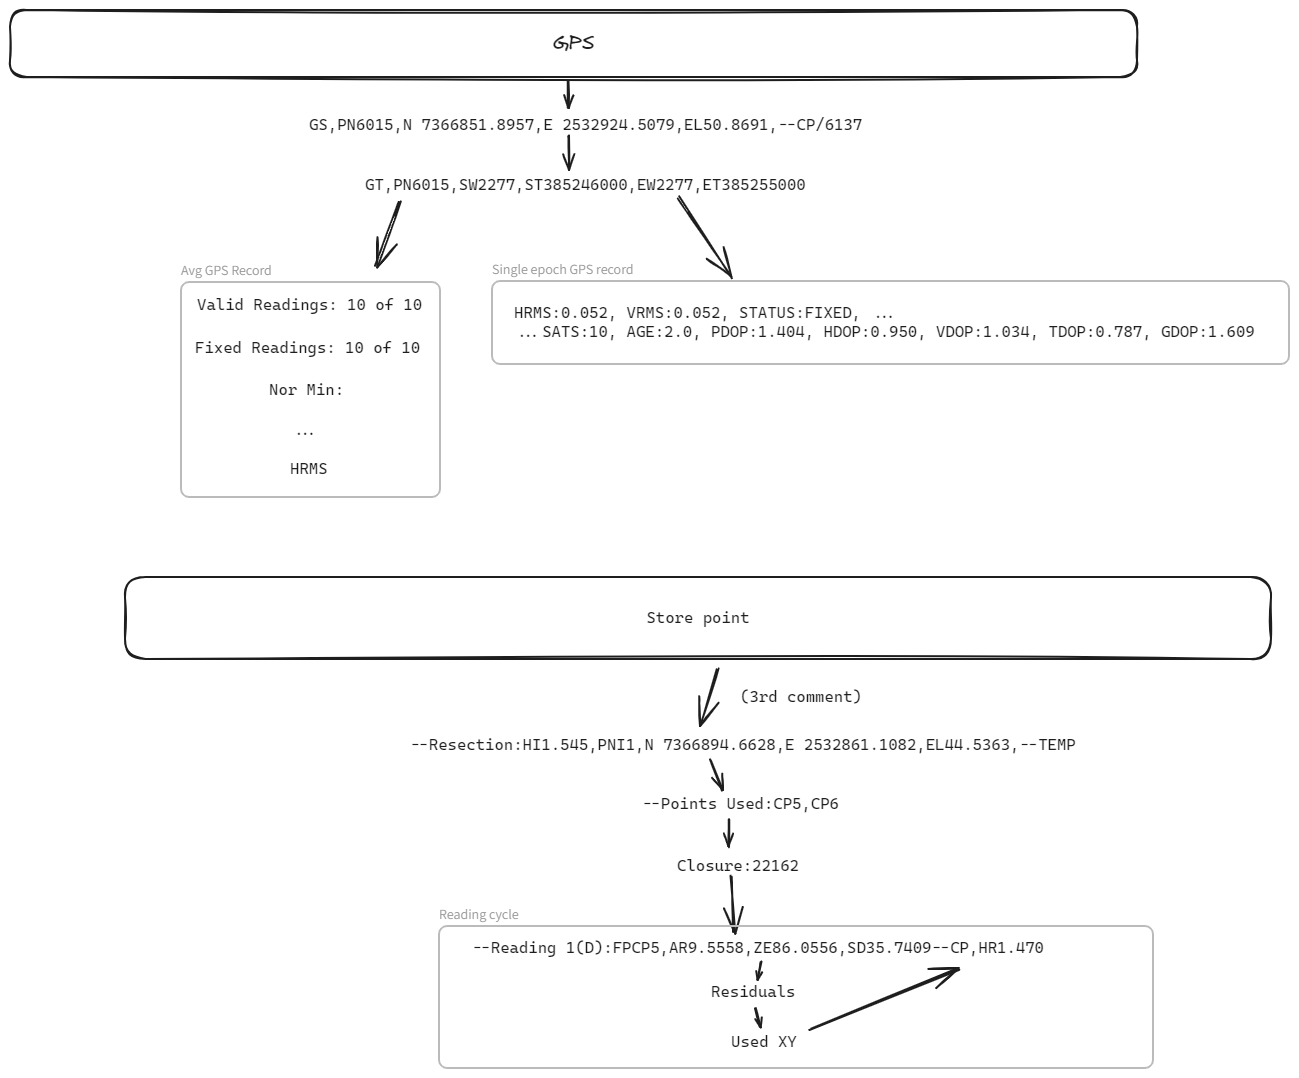 GPS
GS,PN6015,N 7366851.8957,E 2532924.5079,EL50.8691,--CP/6137
GT,PN6015,SW2277,ST385246000,EW2277,ET385255000
Avg GPS Record
Valid Readings: 10 of 10
Fixed Readings: 10 of 10
Nor Min:
...
HRMS
Single epoch GPS record
HRMS:0.052, VRMS:0.052, STATUS:FIXED, ...
...SATS:10, AGE:2.0, PDOP:1.404, HDOP:0.950, VDOP:1.034, TDOP:0.787, GDOP:1.609
Store point
(3rd comment)
--Resection:HI1.545,PNI1,N 7366894.6628,E 2532861.1082,EL44.5363,--TEMP
--Points Used:CP5,CP6
Closure:22162
Reading cycle
--Reading 1(D):FPCP5,AR9.5558,ZE86.0556,SD35.7409--CP,HR1.470
Residuals
Used XY